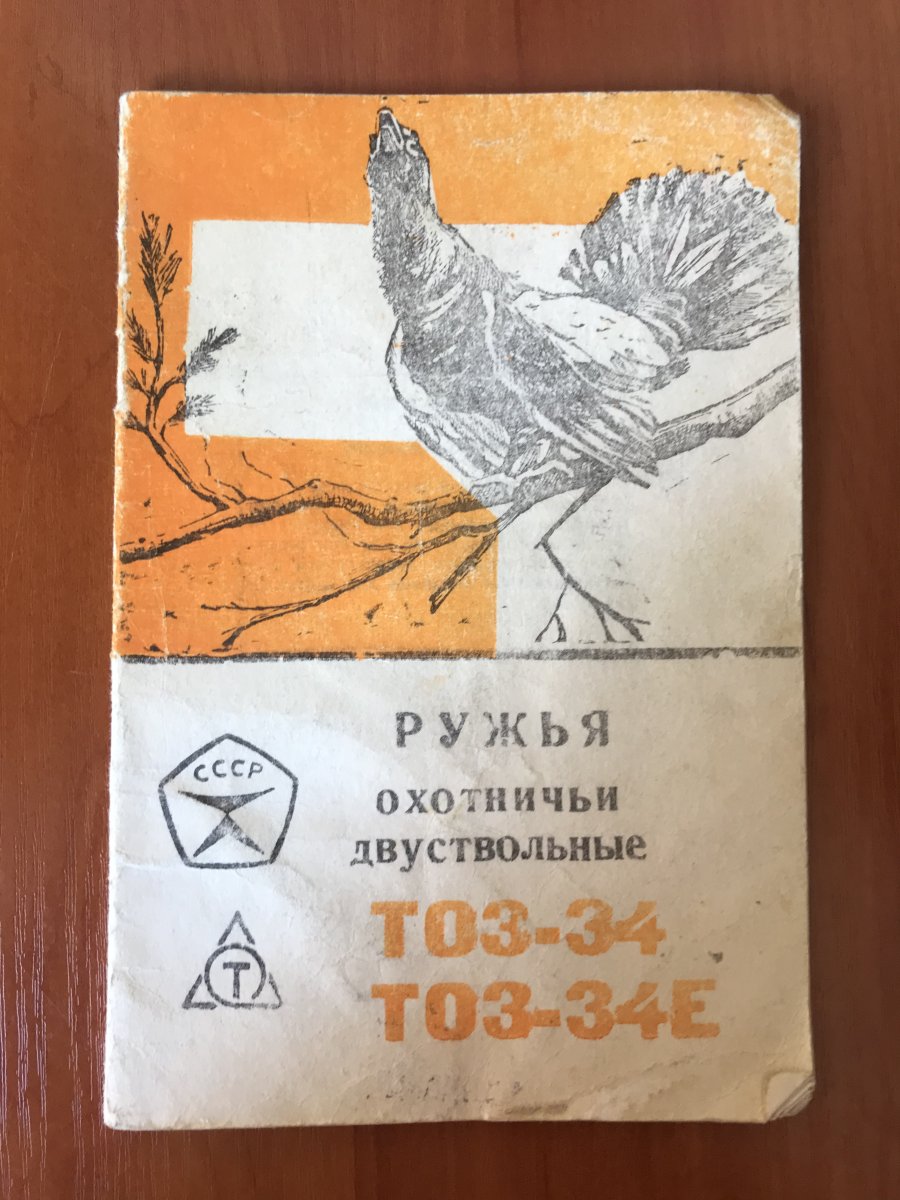 РУЖЬЯ
СССР
охотничьи
двуствольные
ТОЗ-34
Т
ТОЗ-34Е